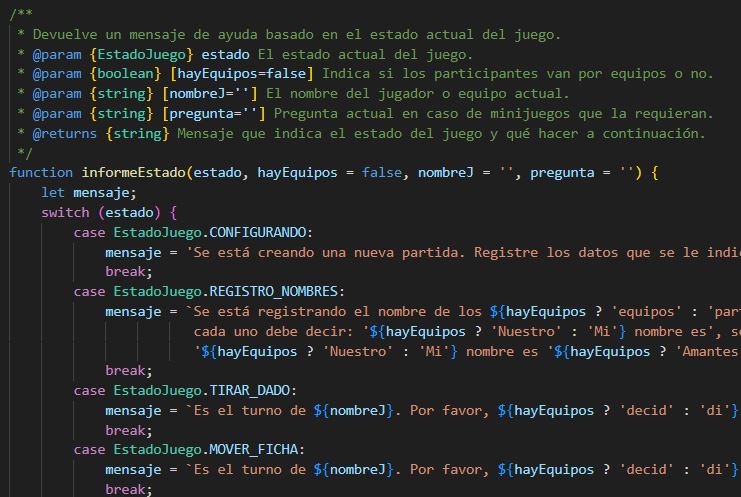 /**
 * Devuelve un mensaje de ayuda basado en el estado actual del juego.
 * @param {EstadoJuego} estado El estado actual del juego.
 * @param {boolean} [hayEquipos=false] Indica si los participantes van por equipos o no.
 * @param {string} [nombreJ=''] El nombre del jugador o equipo actual.
 * @param {string} [pregunta=''] Pregunta actual en caso de minijuegos que la requieran.
 * @returns {string} Mensaje que indica el estado del juego y qué hacer a continuación.
 */
function informeEstado(estado, hayEquipos = false, nombreJ = '', pregunta = '') {
    let mensaje;
    switch (estado) {
        case EstadoJuego.CONFIGURANDO:
            mensaje = 'Se está creando una nueva partida. Registre los datos que se le indi
            break;
        case EstadoJuego.REGISTRO_NOMBRES:
            mensaje = `Se está registrando el nombre de los ${hayEquipos ? 'equipos' : 'par
                       cada uno debe decir: '${hayEquipos ? 'Nuestro' : 'Mi'} nombre es', se
                       '${hayEquipos ? 'Nuestro' : 'Mi'} nombre es '${hayEquipos ? 'Amantes
            break;
        case EstadoJuego.TIRAR_DADO:
            mensaje = `Es el turno de ${nombreJ}. Por favor, ${hayEquipos ? 'decid' : 'di'}
            break;
        case EstadoJuego.MOVER_FICHA:
            mensaje = `Es el turno de ${nombreJ}. Por favor, ${hayEquipos ? 'decid' : 'di'}
            break;